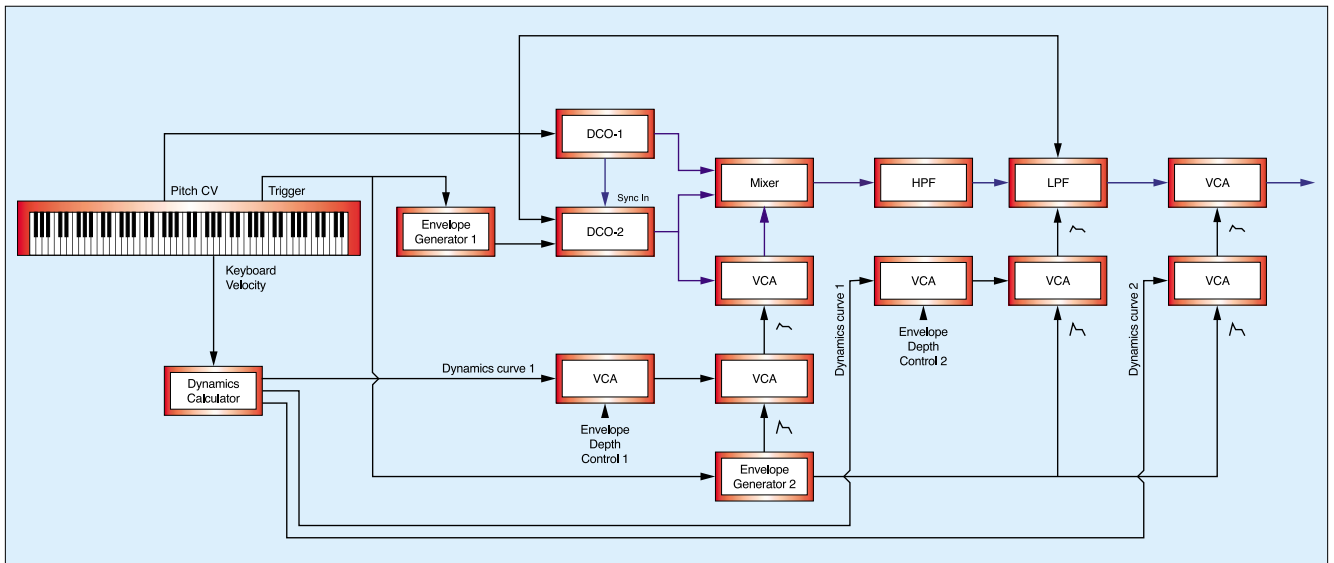 DCO-1
Mixer
HPF
LPF
VCA
Pitch CV
Trigger
Sync In
Envelope
Generator 1
DCO-2
Keyboard
Velocity
VCA
VCA
VCA
VCA
Dynamics curve 1
Dynamics curve 2
Envelope
Depth
Control 2
Dynamics
Calculator
Dynamics curve 1
VCA
VCA
Envelope
Depth
Control 1
Envelope
Generator 2